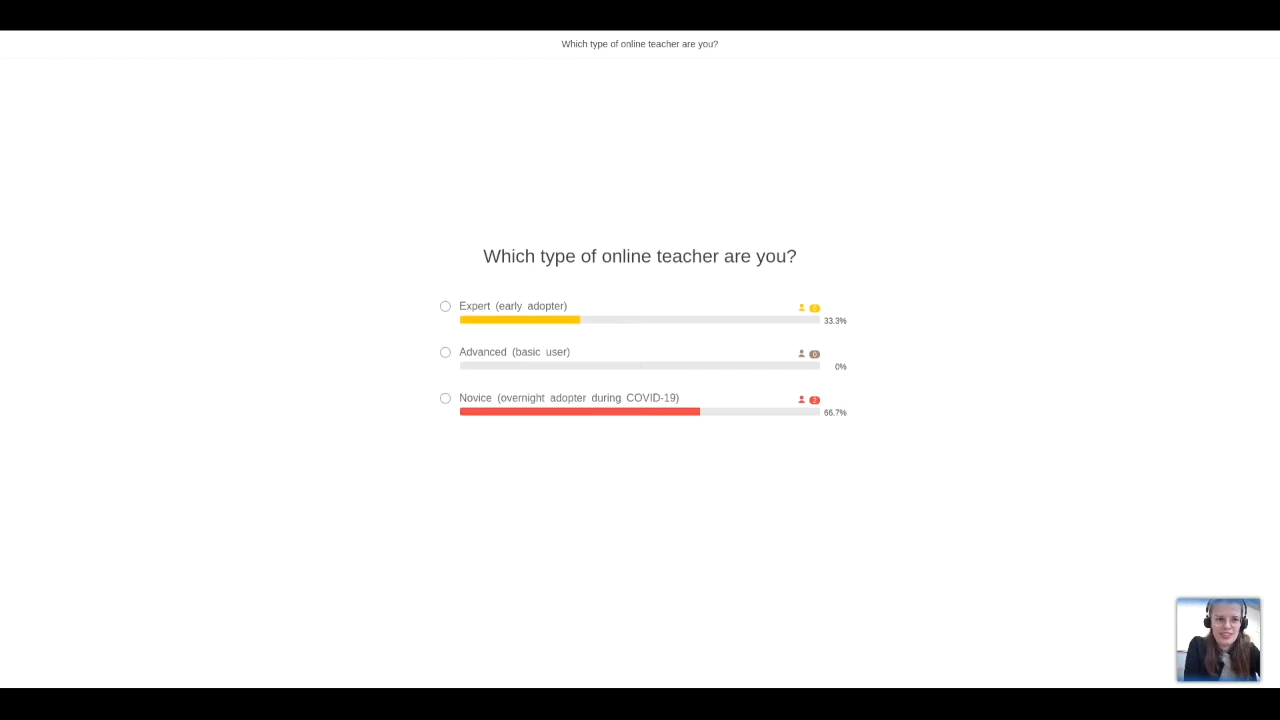 Which type of online teacher are you?
Which type of online teacher are you?
Expert (early adopter)
33.3%
Advanced (basic user) 0
0%
Novice (overnight adopter during COVID-19) 2
66.7%